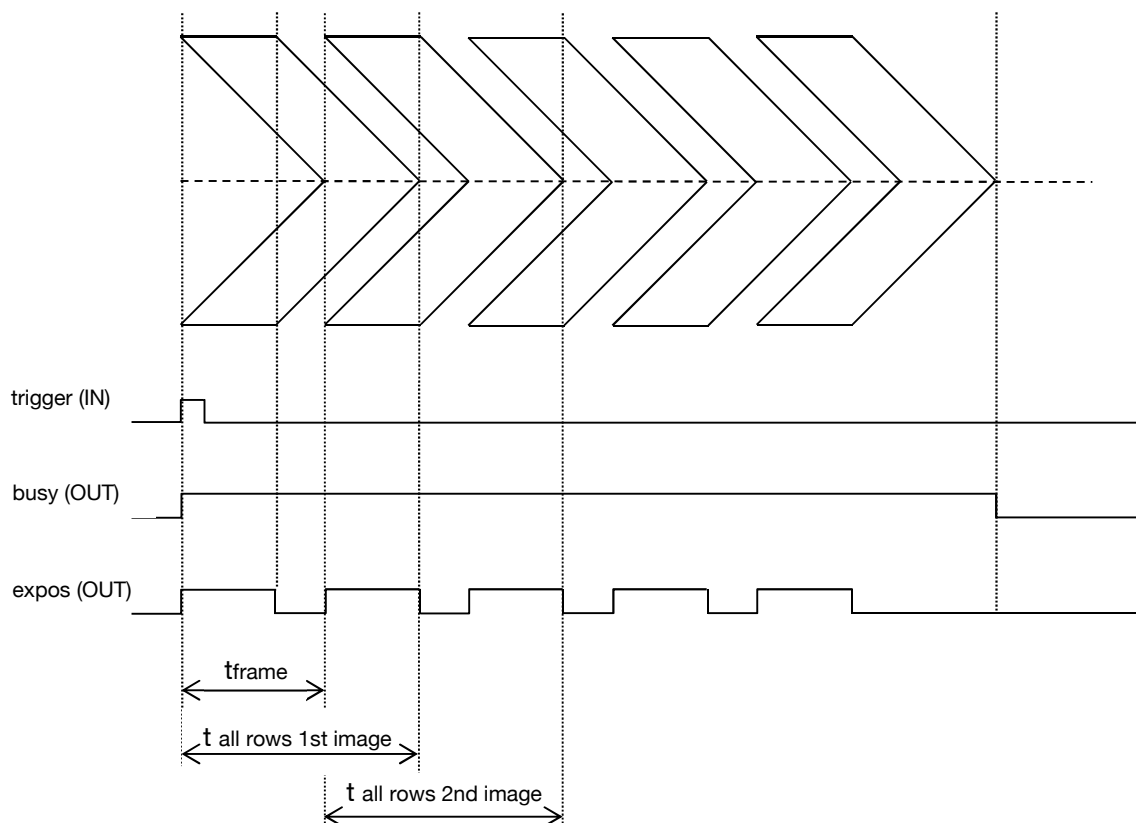 trigger (IN)
busy (OUT)
expos (OUT)
tframe
t all rows 1st image
t all rows 2nd image